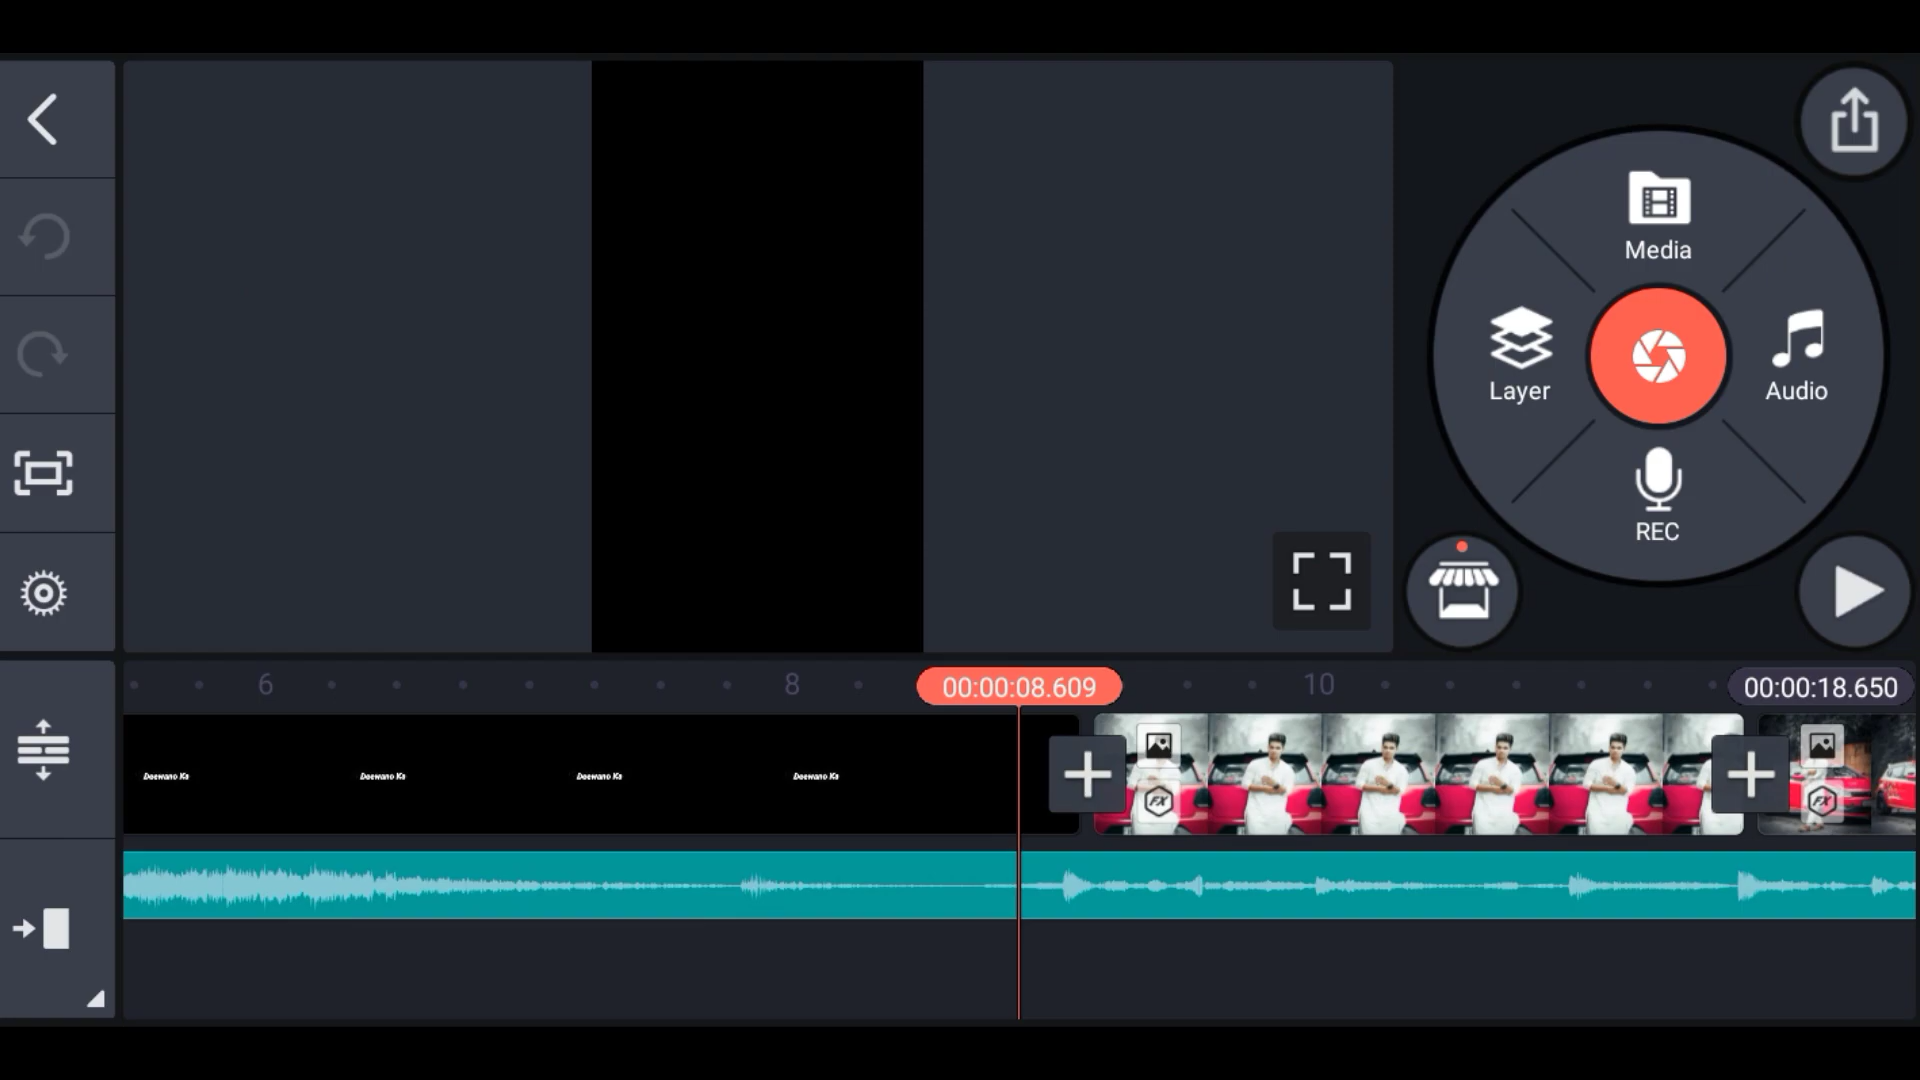 Media
Layer
Audio
REC
6
8
00:00:08.609
10
00:00:18.650
Deewano Ka
Deewano Ka
Deewano Ka
Deewano Ka
FX
FX